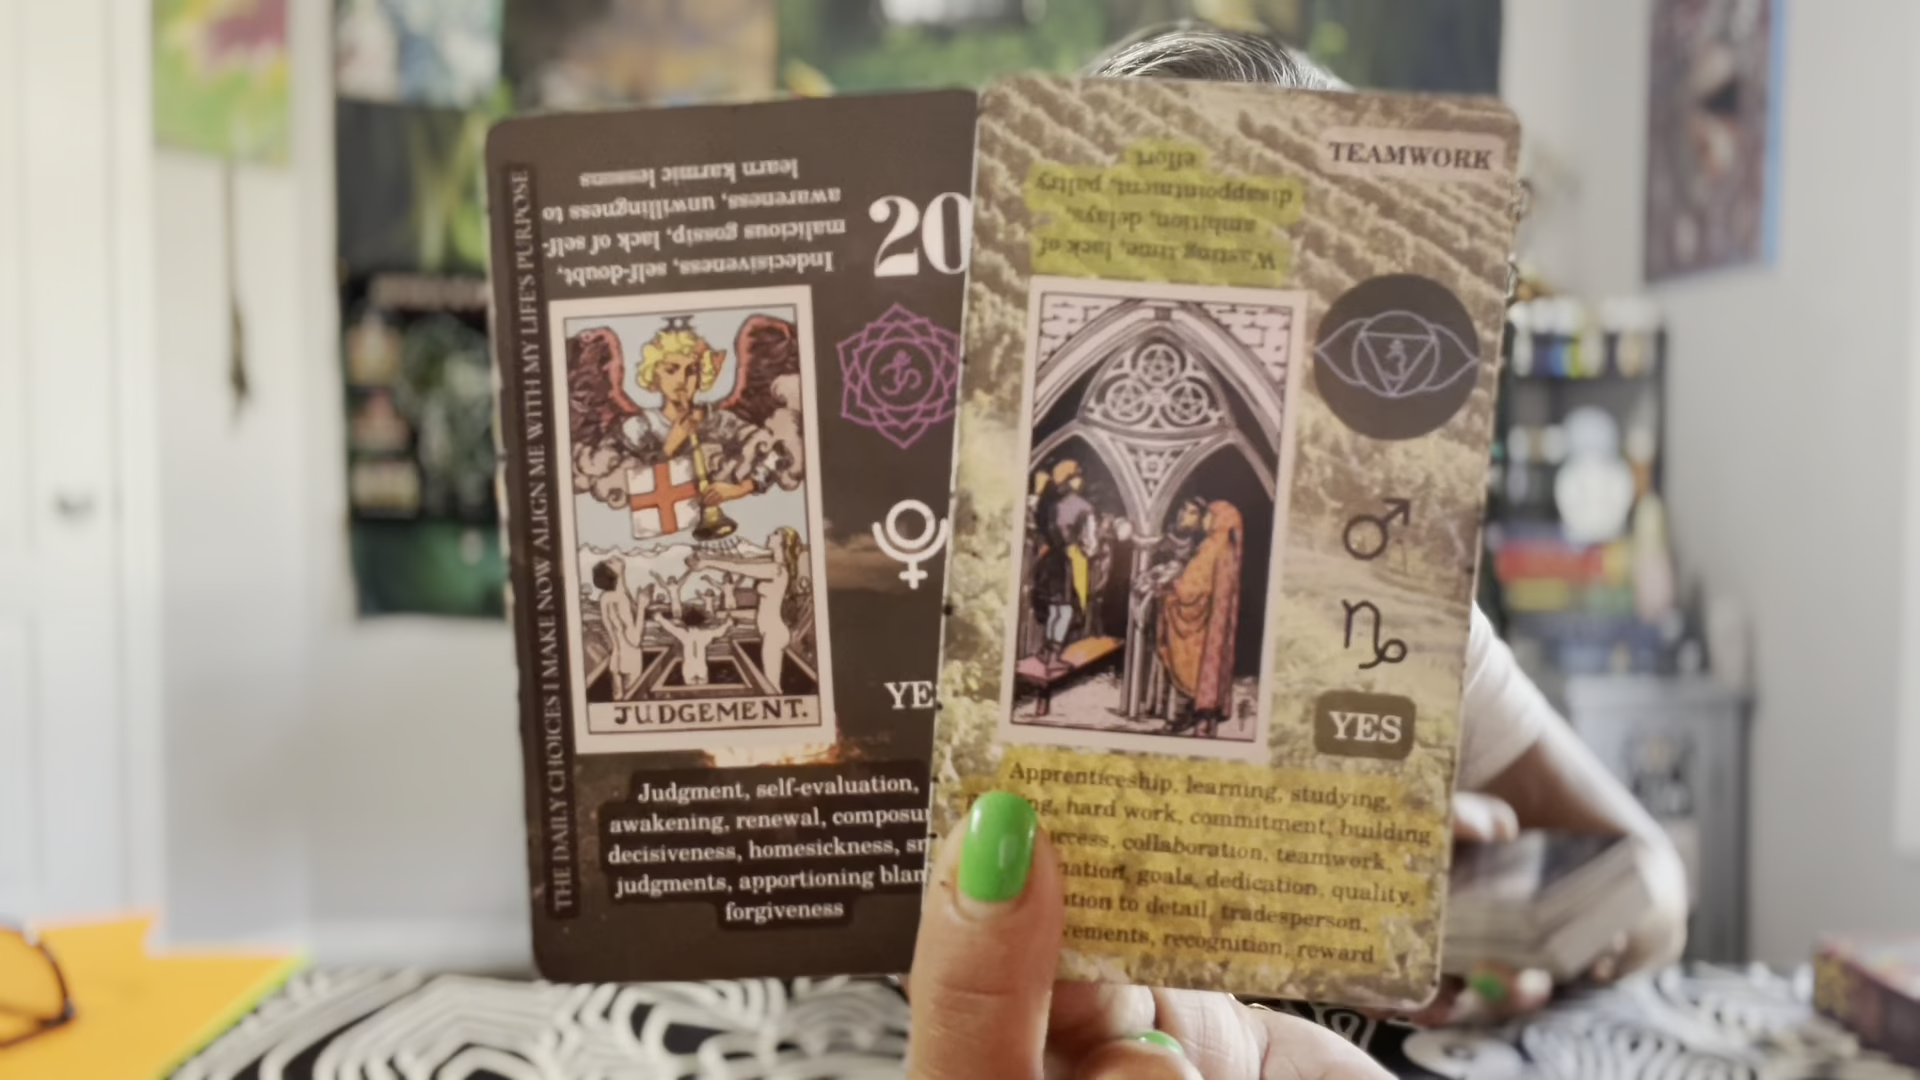 THE DAILY CHOICES I MAKE NOW ALIGN ME WITH MY LIFE'S PURPOSE
Indecisiveness, self-doubt,
malicious gossip, lack of self-
awareness, unwillingness to
learn karmic lessons
20
JUDGEMENT.
YES
Judgment, self-evaluation,
awakening, renewal,
decisiveness, homesickness,
judgments, apportioning
forgiveness
TEAMWORK
Wasting time, lack of
ambition, delays,
disappointment, paltry
effort
YES
Apprenticeship, learning, studying,
hard work, commitment, building
collaboration, teamwork,
goals, dedication, quality,
to detail, tradesperson,
recognition, reward